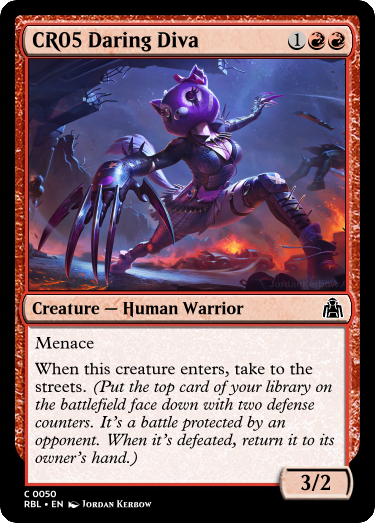 CR05 Daring Diva 1
JordanKerbow
Creature — Human Warrior
Menace
When this creature enters, take to the
streets. (Put the top card of your library on
the battlefield face down with two defense
counters. It's a battle protected by an
opponent. When it's defeated, return it to its
owner's hand.)
3/2
C 0050
RBL • EN Jordan Kerbow